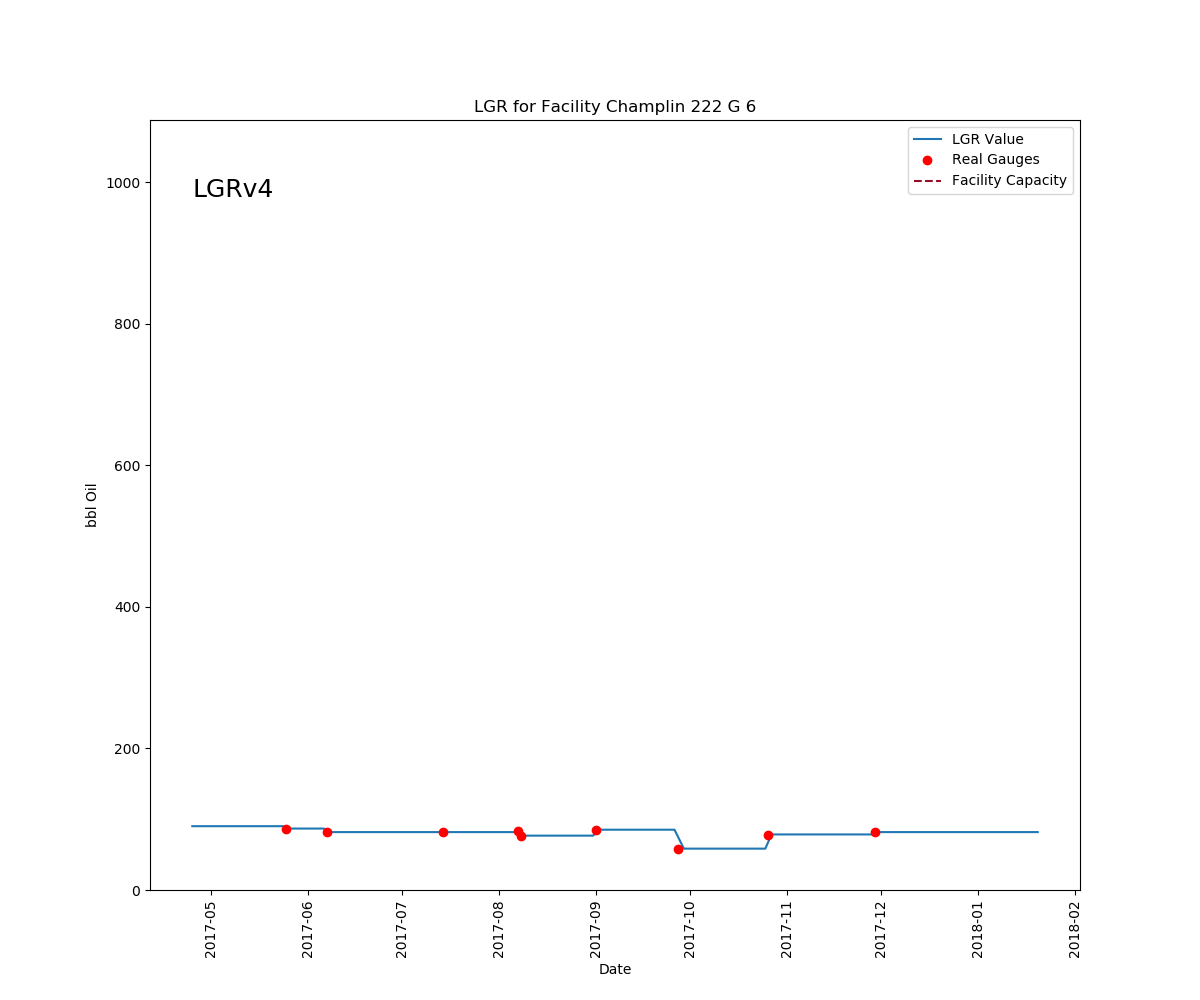 LGR for Facility Champlin 222 G 6
LGRv4
LGR Value
Real Gauges
Facility Capacity
bbl Oil
1000
800
600
400
200
0
2017-05
2017-06
2017-07
2017-08
2017-09
2017-10
2017-11
2017-12
2018-01
2018-02
Date